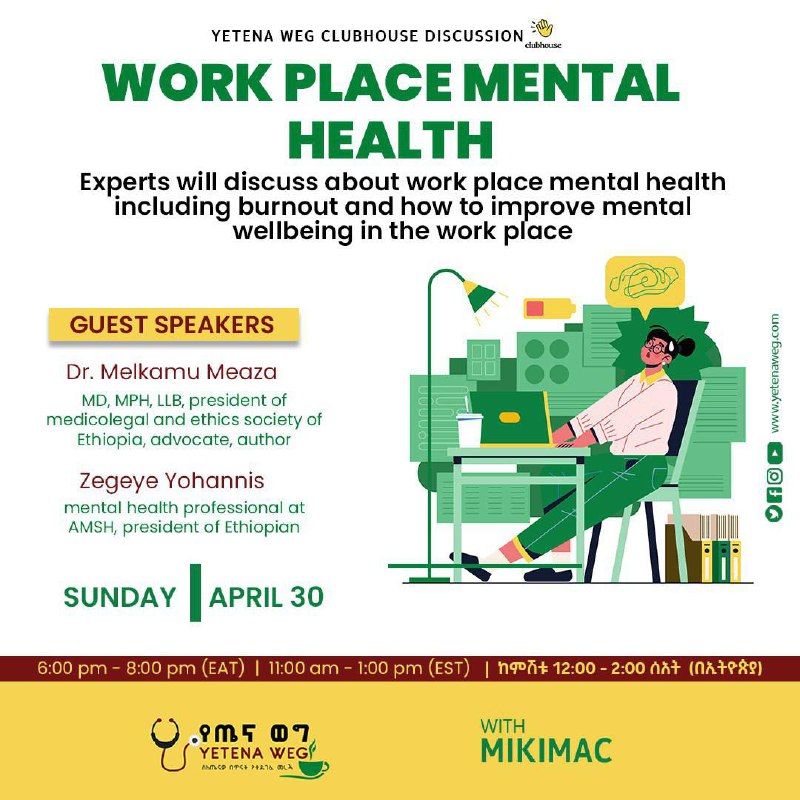 YETENA WEG CLUBHOUSE DISCUSSION
clubhouse
WORK PLACE MENTAL
HEALTH
Experts will discuss about work place mental health
including burnout and how to improve mental
wellbeing in the work place
GUEST SPEAKERS
Dr. Melkamu Meaza
MD, MPH, LLB, president of
medicolegal and ethics society of
Ethiopia, advocate, author
Zegeye Yohannis
mental health professional at
AMSH, president of Ethiopian
SUNDAY APRIL 30
www.yetenaweg.com
6:00 pm - 8:00 pm (EAT) | 11:00 am - 1:00 pm (EST) | ከምሽቱ 12:00 - 2:00 ሰአት (በኢትዮጵያ)
የጤና ወግ
YETENA WEG
WITH
MIKIMAC